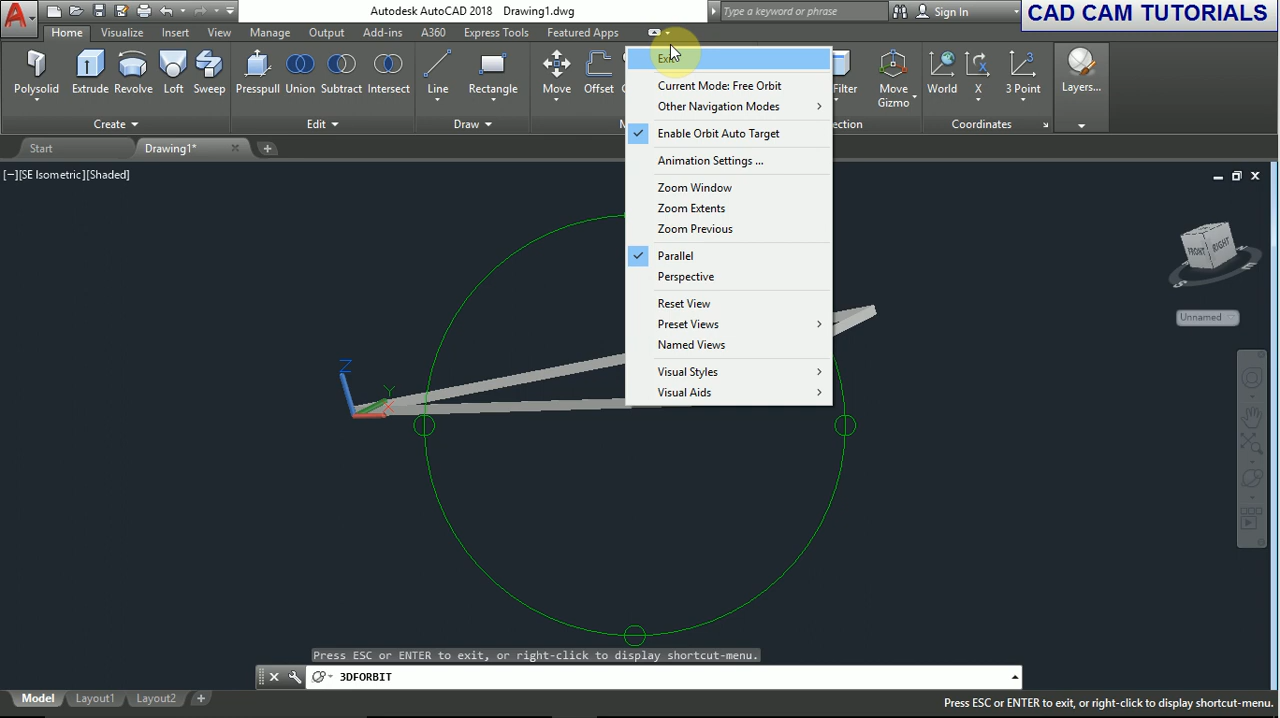 Autodesk AutoCAD 2018 Drawing1.dwg
Type a keyword or phrase
Sign In
CAD CAM TUTORIALS
Home Visualize Insert View Manage Output Add-ins A360 Express Tools Featured Apps
Polysolid Extrude Revolve Loft Sweep Presspull Union Subtract Intersect Line Rectangle Move Offset Filter Move Gizmo World X 3 Point Layers...
Create Edit Draw Coordinates
Start Drawing1* +
[−][SE Isometric][Shaded]
Current Mode: Free Orbit
Other Navigation Modes
Enable Orbit Auto Target
Animation Settings ...
Zoom Window
Zoom Extents
Zoom Previous
Parallel
Perspective
Reset View
Preset Views
Named Views
Visual Styles
Visual Aids
FRONT RIGHT
S
Unnamed
Z
Y
X
Press ESC or ENTER to exit, or right-click to display shortcut-menu.
3DFORBIT
Model Layout1 Layout2 +
Press ESC or ENTER to exit, or right-click to display shortcut-menu.